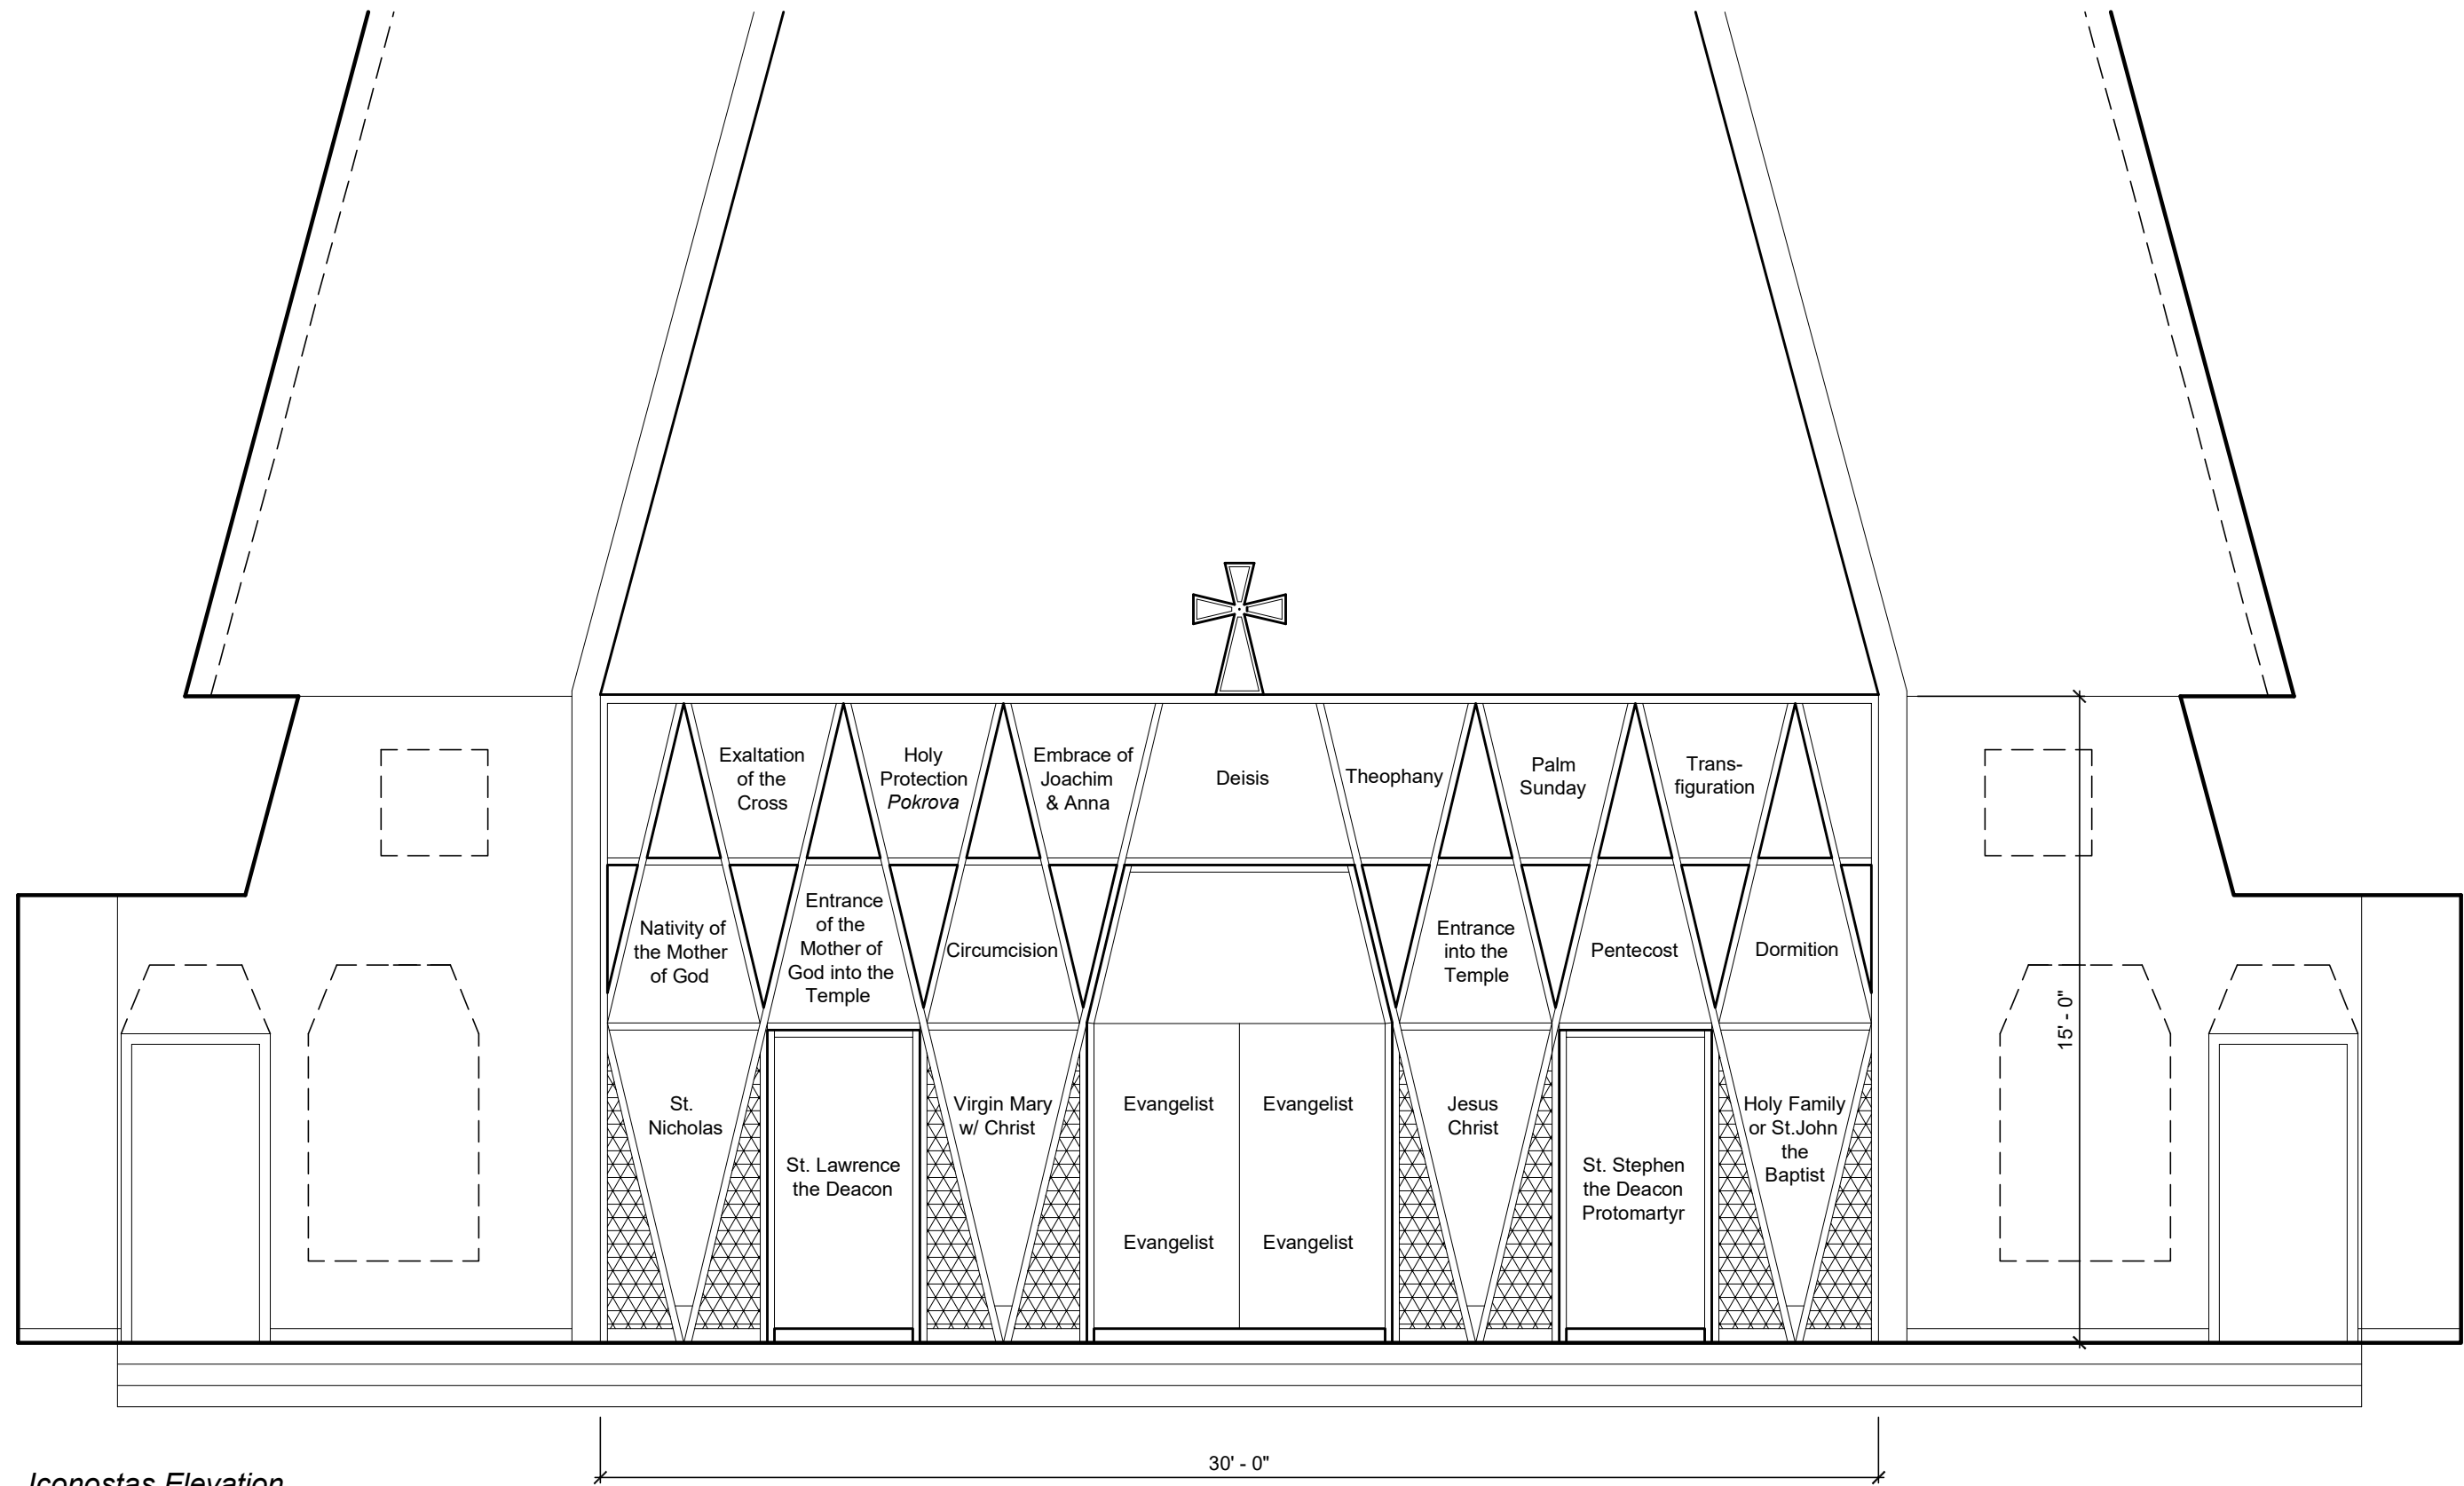 Exaltation
of the
Cross
Holy
Protection
Pokrova
Embrace of
Joachim
& Anna
Deisis
Theophany
Palm
Sunday
Trans-
figuration
Nativity of
the Mother
of God
Entrance
of the
Mother of
God into the
Temple
Circumcision
Entrance
into the
Temple
Pentecost
Dormition
15' - 0"
St.
Nicholas
St. Lawrence
the Deacon
Virgin Mary
w/ Christ
Evangelist
Evangelist
Evangelist
Evangelist
Jesus
Christ
St. Stephen
the Deacon
Protomartyr
Holy Family
or St.John
the
Baptist
30' - 0"
Iconostas Elevation